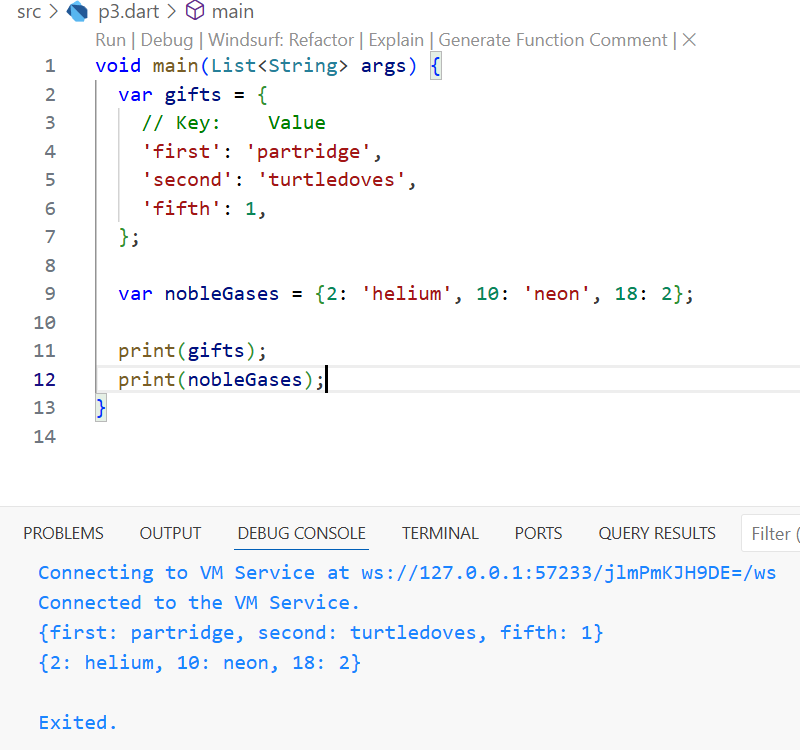 src > p3.dart > main
Run | Debug | Windsurf: Refactor | Explain | Generate Function Comment | X
1 void main(List<String> args) {
2   var gifts = {
3     // Key:    Value
4     'first': 'partridge',
5     'second': 'turtledoves',
6     'fifth': 1,
7   };
8
9   var nobleGases = {2: 'helium', 10: 'neon', 18: 2};
10
11   print(gifts);
12   print(nobleGases);
13 }
14
PROBLEMS OUTPUT DEBUG CONSOLE TERMINAL PORTS QUERY RESULTS Filter (
Connecting to VM Service at ws://127.0.0.1:57233/jlmPmKJH9DE=/ws
Connected to the VM Service.
{first: partridge, second: turtledoves, fifth: 1}
{2: helium, 10: neon, 18: 2}
Exited.